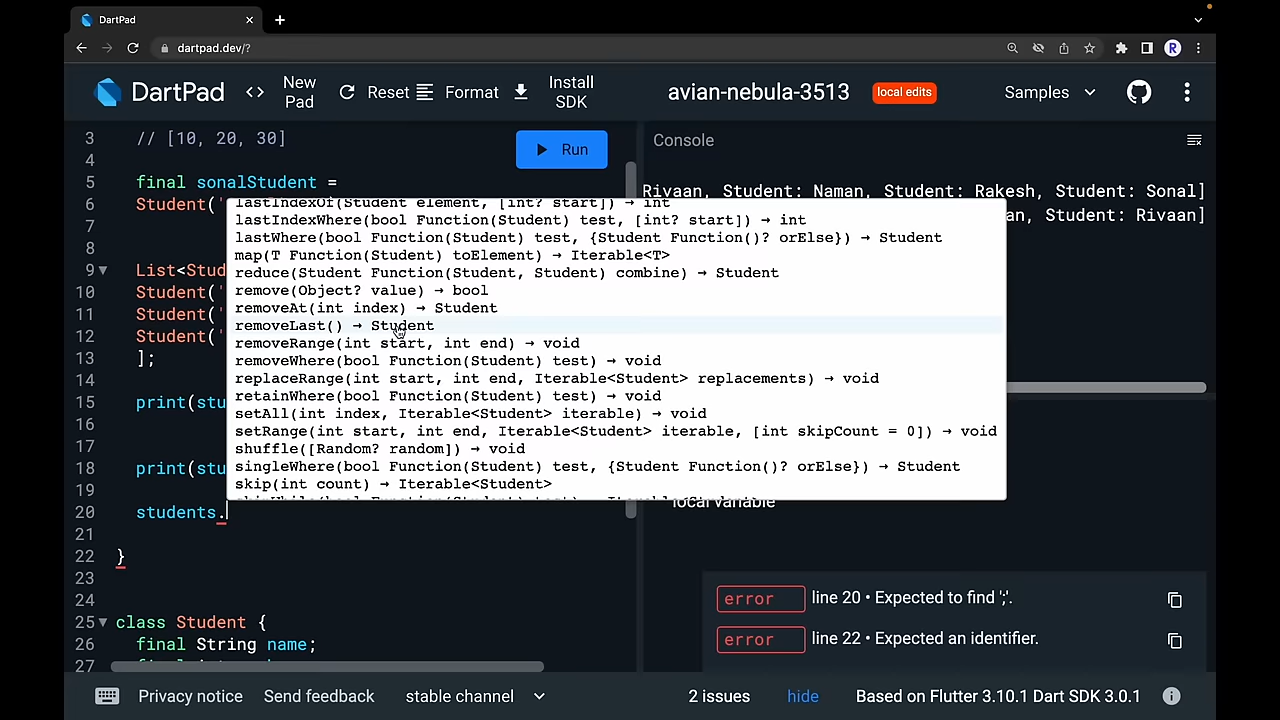 DartPad
dartpad.dev/?
R
DartPad
New Pad
Reset
Format
Install SDK
avian-nebula-3513
local edits
Samples
3 // [10, 20, 30]
Run
Console
4
5 final sonalStudent =
6 Student('
7
8
9 List<Stud
10 Student('
11 Student('
12 Student('
13 ];
14
15 print(stu
16
17
18 print(stu
19
20 students.
21
22 }
23
24
25 class Student {
26 final String name;
27
Rivaan, Student: Naman, Student: Rakesh, Student: Sonal]
an, Student: Rivaan]
lastIndexOf(Student element, [int? start]) → int
lastIndexWhere(bool Function(Student) test, [int? start]) → int
lastWhere(bool Function(Student) test, {Student Function()? orElse}) → Student
map(T Function(Student) toElement) → Iterable<T>
reduce(Student Function(Student, Student) combine) → Student
remove(Object? value) → bool
removeAt(int index) → Student
removeLast() → Student
removeRange(int start, int end) → void
removeWhere(bool Function(Student) test) → void
replaceRange(int start, int end, Iterable<Student> replacements) → void
retainWhere(bool Function(Student) test) → void
setAll(int index, Iterable<Student> iterable) → void
setRange(int start, int end, Iterable<Student> iterable, [int skipCount = 0]) → void
shuffle([Random? random]) → void
singleWhere(bool Function(Student) test, {Student Function()? orElse}) → Student
skip(int count) → Iterable<Student>
local variable
error line 20 • Expected to find ';'.
error line 22 • Expected an identifier.
Privacy notice
Send feedback
stable channel
2 issues
hide
Based on Flutter 3.10.1 Dart SDK 3.0.1